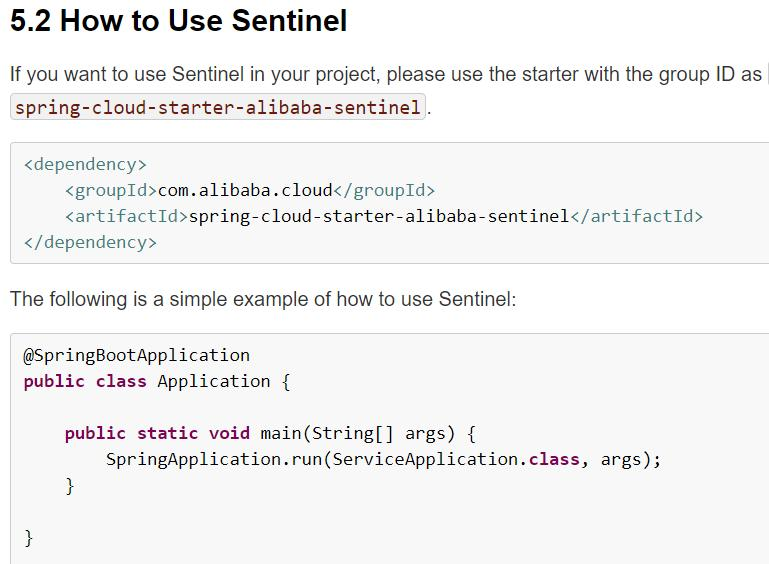 5.2 How to Use Sentinel
If you want to use Sentinel in your project, please use the starter with the group ID as
spring-cloud-starter-alibaba-sentinel.
<dependency>
    <groupId>com.alibaba.cloud</groupId>
    <artifactId>spring-cloud-starter-alibaba-sentinel</artifactId>
</dependency>
The following is a simple example of how to use Sentinel:
@SpringBootApplication
public class Application {
    public static void main(String[] args) {
        SpringApplication.run(ServiceApplication.class, args);
    }
}